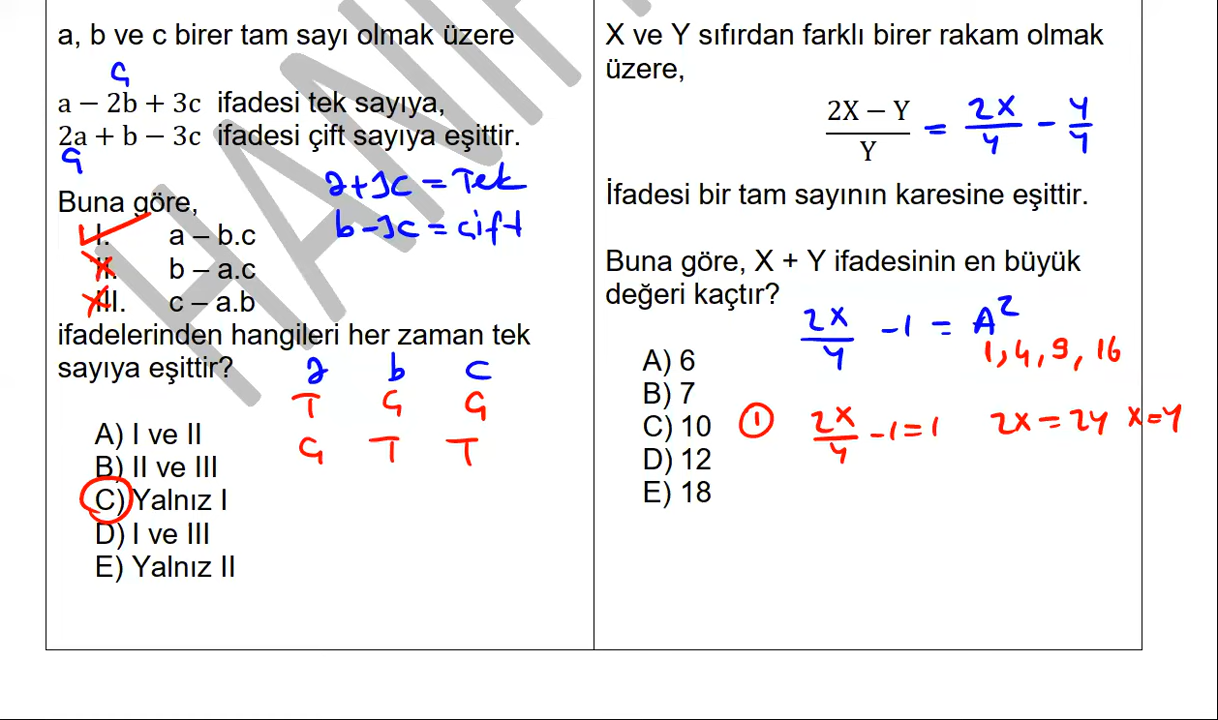 a, b ve c birer tam sayı olmak üzere
Ç
a − 2b + 3c ifadesi tek sayıya,
2a + b − 3c ifadesi çift sayıya eşittir.
Ç
a+3c = Tek
Buna göre,
b-3c = Çift
I. a – b.c
II. b – a.c
III. c – a.b
ifadelerinden hangileri her zaman tek
sayıya eşittir?
a b c
T Ç Ç
Ç T T
A) I ve II
B) II ve III
C) Yalnız I
D) I ve III
E) Yalnız II
X ve Y sıfırdan farklı birer rakam olmak
üzere,
2X − Y / Y = 2X / Y - Y / Y
İfadesi bir tam sayının karesine eşittir.
Buna göre, X + Y ifadesinin en büyük
değeri kaçtır?
2X / Y - 1 = A²
1, 4, 9, 16
A) 6
B) 7
C) 10
D) 12
E) 18
① 2X / Y - 1 = 1 2X = 2Y X = Y
HANİF